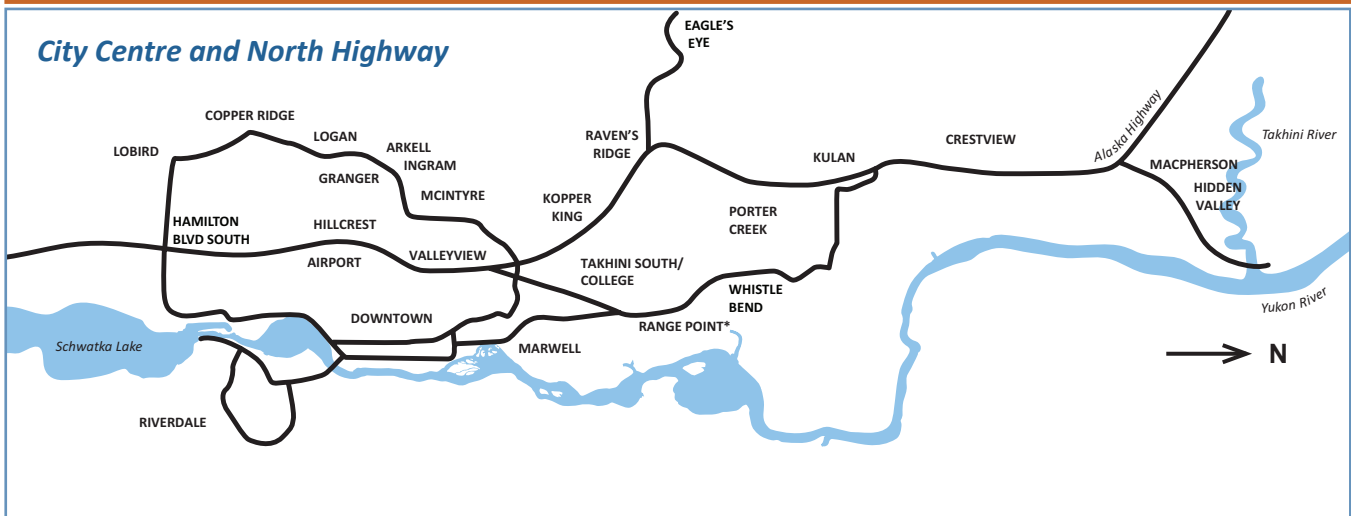 City Centre and North Highway
EAGLE'S
EYE
COPPER RIDGE
LOGAN
LOBIRD
ARKELL
INGRAM
GRANGER
MCINTYRE
RAVEN'S
RIDGE
KULAN
CRESTVIEW
Alaska Highway
Takhini River
MACPHERSON
HIDDEN
VALLEY
KOPPER
KING
PORTER
CREEK
HAMILTON
BLVD SOUTH
HILLCREST
AIRPORT
VALLEYVIEW
TAKHINI SOUTH/
COLLEGE
WHISTLE
BEND
Yukon River
DOWNTOWN
RANGE POINT*
MARWELL
Schwatka Lake
N
RIVERDALE